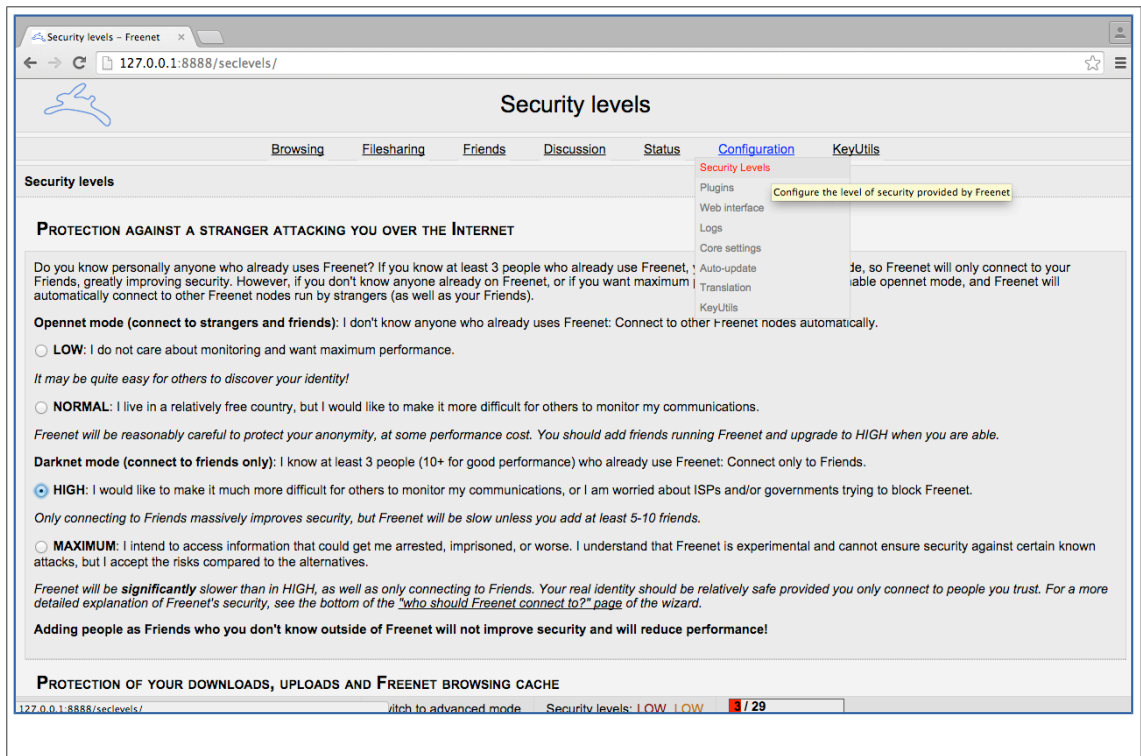 Security levels – Freenet
127.0.0.1:8888/seclevels/
Security levels
Browsing Filesharing Friends Discussion Status Configuration KeyUtils
Security Levels
Plugins
Web interface
Logs
Core settings
Auto-update
Translation
KeyUtils
Configure the level of security provided by Freenet
Security levels
PROTECTION AGAINST A STRANGER ATTACKING YOU OVER THE INTERNET
Do you know personally anyone who already uses Freenet? If you know at least 3 people who already use Freenet, de, so Freenet will only connect to your
Friends, greatly improving security. However, if you don't know anyone already on Freenet, or if you want maximum nable opennet mode, and Freenet will
automatically connect to other Freenet nodes run by strangers (as well as your Friends).
Opennet mode (connect to strangers and friends): I don't know anyone who already uses Freenet: Connect to other Freenet nodes automatically.
LOW: I do not care about monitoring and want maximum performance.
It may be quite easy for others to discover your identity!
NORMAL: I live in a relatively free country, but I would like to make it more difficult for others to monitor my communications.
Freenet will be reasonably careful to protect your anonymity, at some performance cost. You should add friends running Freenet and upgrade to HIGH when you are able.
Darknet mode (connect to friends only): I know at least 3 people (10+ for good performance) who already use Freenet: Connect only to Friends.
HIGH: I would like to make it much more difficult for others to monitor my communications, or I am worried about ISPs and/or governments trying to block Freenet.
Only connecting to Friends massively improves security, but Freenet will be slow unless you add at least 5-10 friends.
MAXIMUM: I intend to access information that could get me arrested, imprisoned, or worse. I understand that Freenet is experimental and cannot ensure security against certain known
attacks, but I accept the risks compared to the alternatives.
Freenet will be significantly slower than in HIGH, as well as only connecting to Friends. Your real identity should be relatively safe provided you only connect to people you trust. For a more
detailed explanation of Freenet's security, see the bottom of the "who should Freenet connect to?" page of the wizard.
Adding people as Friends who you don't know outside of Freenet will not improve security and will reduce performance!
PROTECTION OF YOUR DOWNLOADS, UPLOADS AND FREENET BROWSING CACHE
127.0.0.1:8888/seclevels/ witch to advanced mode Security levels: LOW LOW 3 / 29